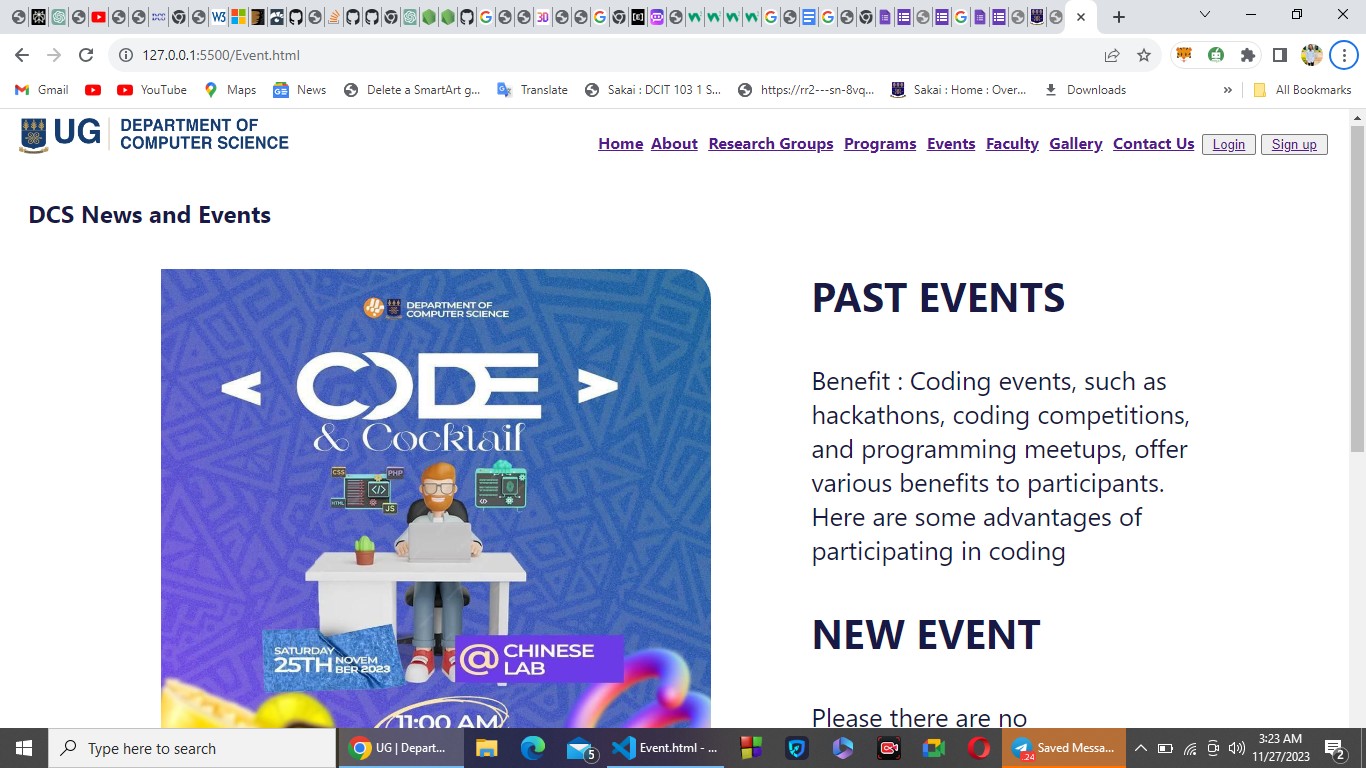 127.0.0.1:5500/Event.html
Gmail YouTube Maps News Delete a SmartArt g... Translate Sakai : DCIT 103 1 S... https://rr2---sn-8vq... Sakai : Home : Over... Downloads » All Bookmarks
UG DEPARTMENT OF
COMPUTER SCIENCE
Home About Research Groups Programs Events Faculty Gallery Contact Us Login Sign up
DCS News and Events
DEPARTMENT OF
COMPUTER SCIENCE
< CODE >
& Cocktail
CSS PHP
</>
HTML JS
SATURDAY
25TH NOVEM
BER 2023
@ CHINESE
LAB
11:00 AM
PAST EVENTS
Benefit : Coding events, such as
hackathons, coding competitions,
and programming meetups, offer
various benefits to participants.
Here are some advantages of
participating in coding
NEW EVENT
Please there are no
Type here to search
UG | Depart...
5
Event.html - ...
Saved Messa...
..24
3:23 AM
11/27/2023
2